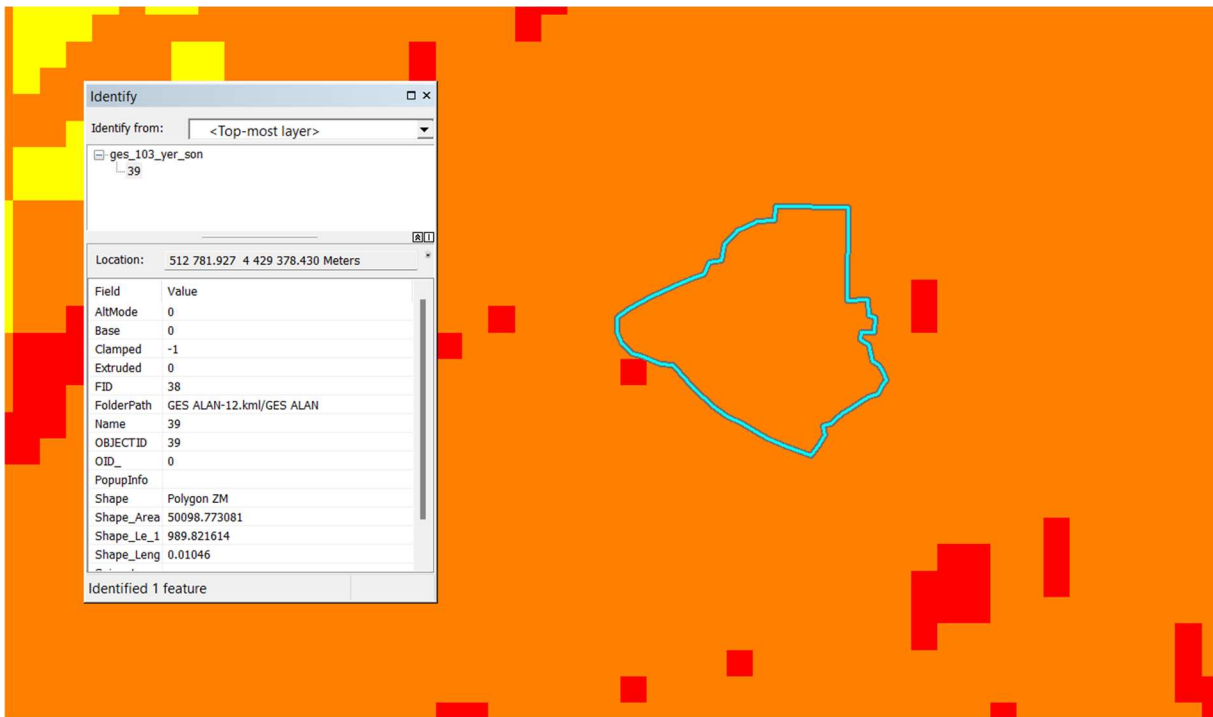 Identify
Identify from: <Top-most layer>
ges_103_yer_son
39
Location: 512 781.927 4 429 378.430 Meters
Field Value
AltMode 0
Base 0
Clamped -1
Extruded 0
FID 38
FolderPath GES ALAN-12.kml/GES ALAN
Name 39
OBJECTID 39
OID_ 0
PopupInfo
Shape Polygon ZM
Shape_Area 50098.773081
Shape_Le_1 989.821614
Shape_Leng 0.01046
Identified 1 feature